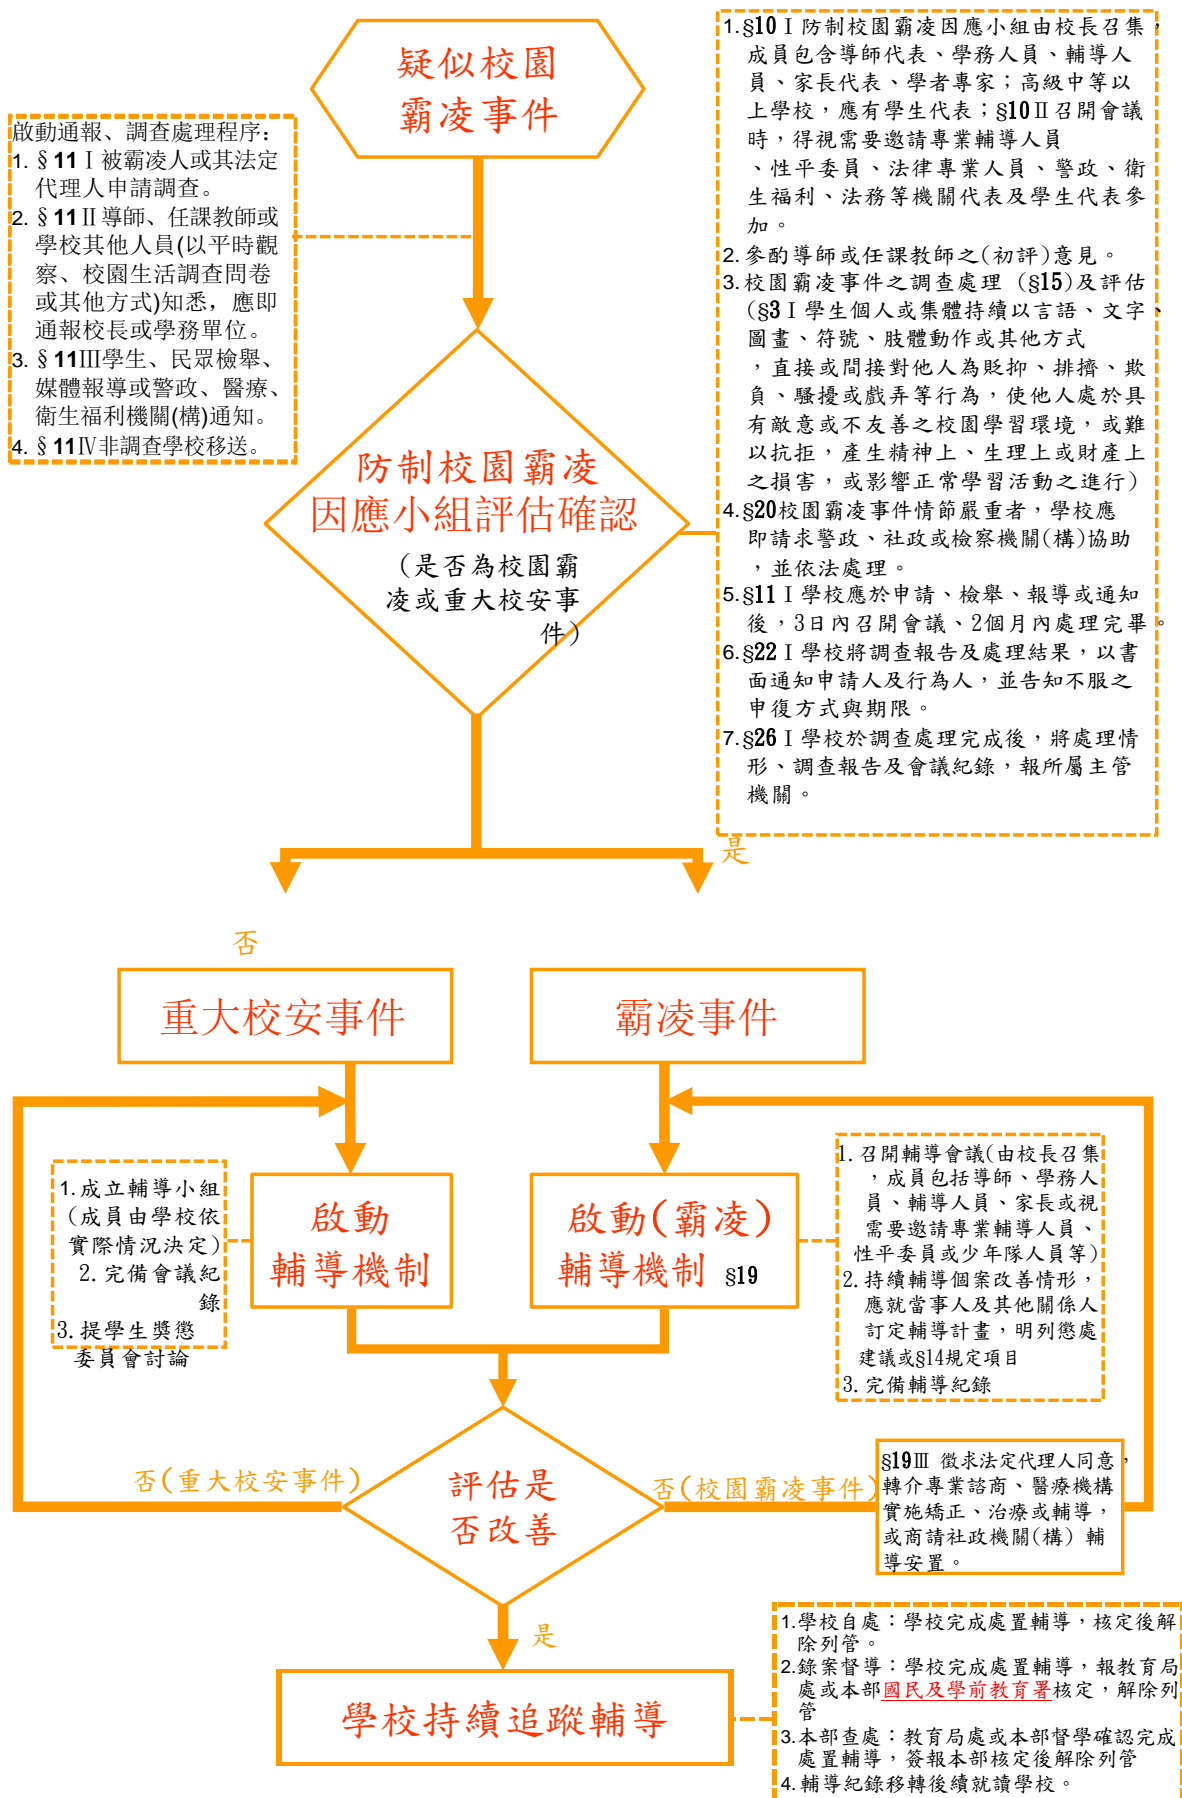 疑似校園
霸凌事件
啟動通報、調查處理程序：
1. §11Ⅰ被霸凌人或其法定
代理人申請調查。
2. §11Ⅱ導師、任課教師或
學校其他人員(以平時觀
察、校園生活調查問卷
或其他方式)知悉，應即
通報校長或學務單位。
3. §11Ⅲ學生、民眾檢舉、
媒體報導或警政、醫療、
衛生福利機關(構)通知。
4. §11Ⅳ非調查學校移送。
1.§10Ⅰ防制校園霸凌因應小組由校長召集，
成員包含導師代表、學務人員、輔導人
員、家長代表、學者專家；高級中等以
上學校，應有學生代表；§10Ⅱ召開會議
時，得視需要邀請專業輔導人員
、性平委員、法律專業人員、警政、衛
生福利、法務等機關代表及學生代表參
加。
2.參酌導師或任課教師之(初評)意見。
3.校園霸凌事件之調查處理 (§15)及評估
(§3Ⅰ學生個人或集體持續以言語、文字、
圖畫、符號、肢體動作或其他方式
，直接或間接對他人為貶抑、排擠、欺
負、騷擾或戲弄等行為，使他人處於具
有敵意或不友善之校園學習環境，或難
以抗拒，產生精神上、生理上或財產上
之損害，或影響正常學習活動之進行)
4.§20校園霸凌事件情節嚴重者，學校應
即請求警政、社政或檢察機關(構)協助
，並依法處理。
5.§11Ⅰ學校應於申請、檢舉、報導或通知
後，3日內召開會議、2個月內處理完畢。
6.§22Ⅰ學校將調查報告及處理結果，以書
面通知申請人及行為人，並告知不服之
申復方式與期限。
7.§26Ⅰ學校於調查處理完成後，將處理情
形、調查報告及會議紀錄，報所屬主管
機關。
防制校園霸凌
因應小組評估確認
(是否為校園霸
凌或重大校安事
件)
是
否
重大校安事件
霸凌事件
1.成立輔導小組
(成員由學校依
實際情況決定)
2.完備會議紀
錄
3.提學生獎懲
委員會討論
啟動
輔導機制
啟動(霸凌)
輔導機制 §19
1.召開輔導會議(由校長召集
，成員包括導師、學務人
員、輔導人員、家長或視
需要邀請專業輔導人員、
性平委員或少年隊人員等)
2.持續輔導個案改善情形，
應就當事人及其他關係人
訂定輔導計畫，明列懲處
建議或§14規定項目
3.完備輔導紀錄
否(重大校安事件)
評估是
否改善
否(校園霸凌事件)
§19Ⅲ 徵求法定代理人同意，
轉介專業諮商、醫療機構
實施矯正、治療或輔導，
或商請社政機關(構) 輔
導安置。
是
學校持續追蹤輔導
1.學校自處：學校完成處置輔導，核定後解
除列管。
2.錄案督導：學校完成處置輔導，報教育局
處或本部國民及學前教育署核定，解除列
管
3.本部查處：教育局處或本部督學確認完成
處置輔導，簽報本部核定後解除列管
4.輔導紀錄移轉後續就讀學校。